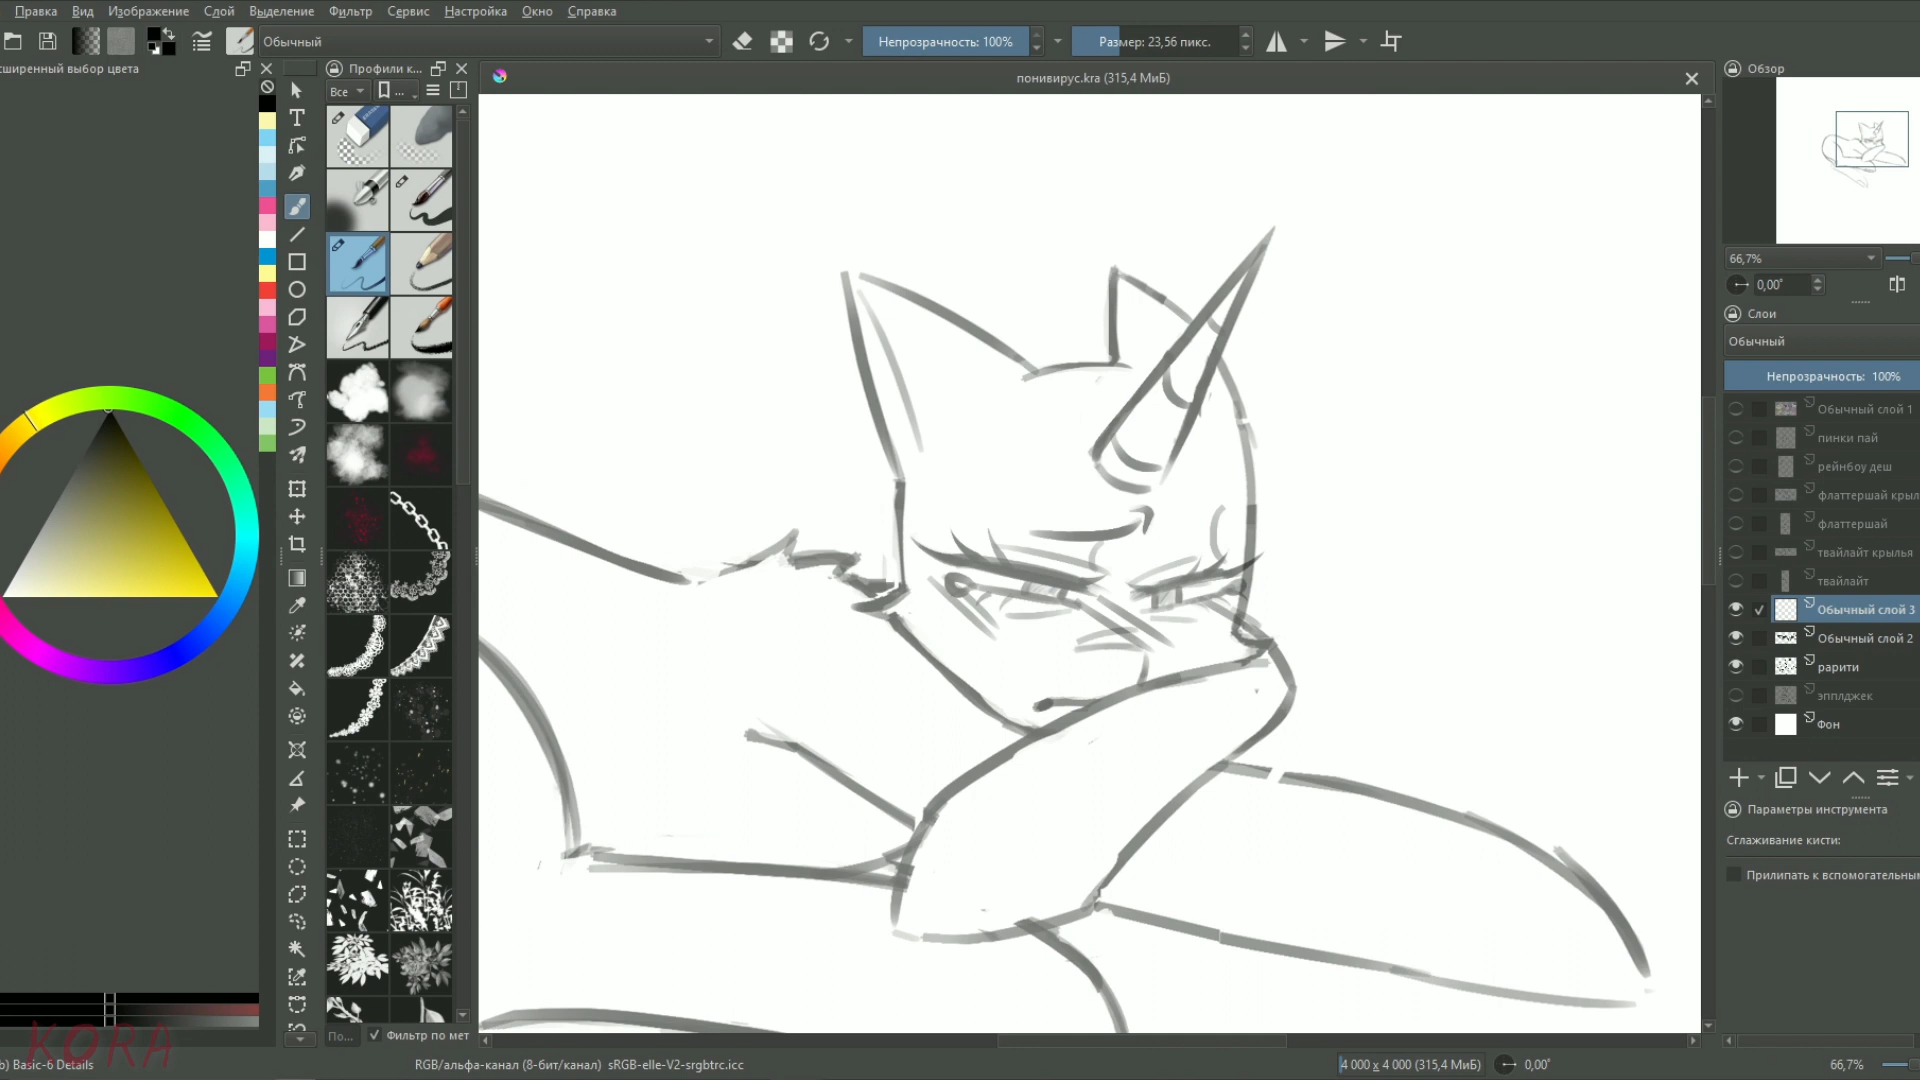 Правка Вид Изображение Слой Выделение Фильтр Сервис Настройка Окно Справка
Обычный
Непрозрачность: 100%
Размер: 23,56 пикс.
сширенный выбор цвета
Профили к...
понивирус.kra (315,4 МиБ)
Обзор
Все
...
66,7%
0,00°
Слои
Обычный
Непрозрачность: 100%
Обычный слой 1
пинки пай
рейнбоу деш
флаттершай крыл
флаттершай
твайлайт крылья
твайлайт
Обычный слой 3
Обычный слой 2
рарити
эпплджек
Фон
Параметры инструмента
Сглаживание кисти:
Прилипать к вспомогательным
По...
Фильтр по мет
KORA
b) Basic-6 Details
RGB/альфа-канал (8-бит/канал) sRGB-elle-V2-srgbtrc.icc
4 000 x 4 000 (315,4 МиБ)
0,00°
66,7%